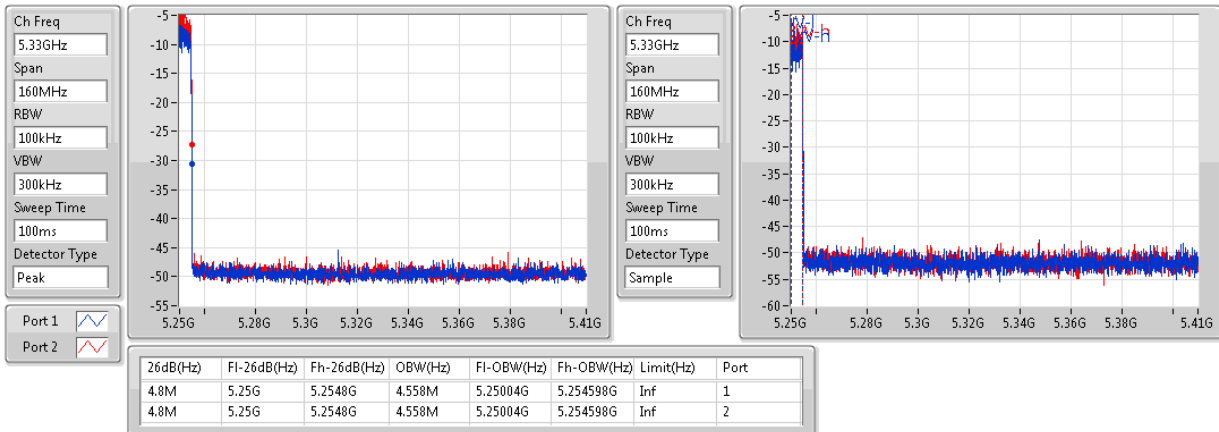 Ch Freq
5.33GHz
Span
160MHz
RBW
100kHz
VBW
300kHz
Sweep Time
100ms
Detector Type
Peak
Port 1
Port 2
-5
-10
-15
-20
-25
-30
-35
-40
-45
-50
-55
5.25G 5.28G 5.3G 5.32G 5.34G 5.36G 5.38G 5.41G
Ch Freq
5.33GHz
Span
160MHz
RBW
100kHz
VBW
300kHz
Sweep Time
100ms
Detector Type
Sample
-5
-10
-15
-20
-25
-30
-35
-40
-45
-50
-55
-60
5.25G 5.28G 5.3G 5.32G 5.34G 5.36G 5.38G 5.41G
26dB(Hz) Fl-26dB(Hz) Fh-26dB(Hz) OBW(Hz) Fl-OBW(Hz) Fh-OBW(Hz) Limit(Hz) Port
4.8M 5.25G 5.2548G 4.558M 5.25004G 5.254598G Inf 1
4.8M 5.25G 5.2548G 4.558M 5.25004G 5.254598G Inf 2